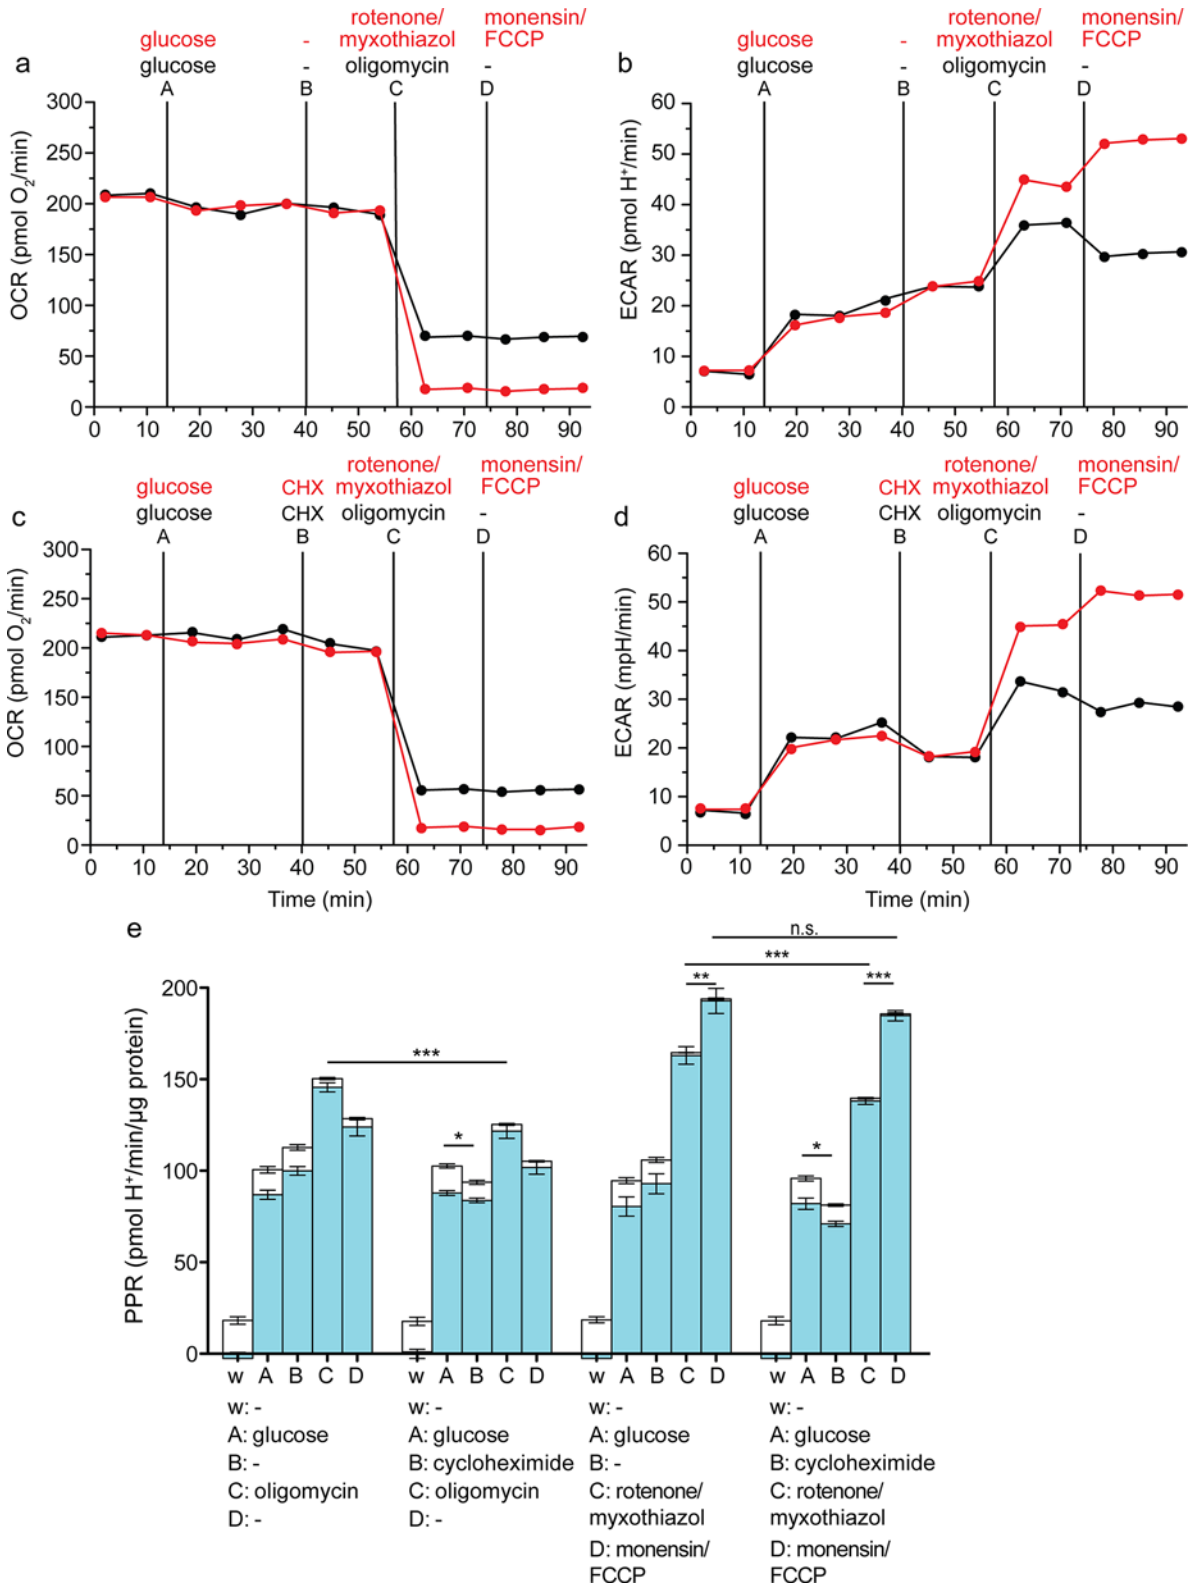 a
glucose
-
rotenone/
myxothiazol
monensin/
FCCP
glucose
-
oligomycin
-
A
B
C
D
OCR (pmol O₂/min)
300
250
200
150
100
50
0
0 10 20 30 40 50 60 70 80 90
b
glucose
-
rotenone/
myxothiazol
monensin/
FCCP
glucose
-
oligomycin
-
A
B
C
D
ECAR (pmol H⁺/min)
60
50
40
30
20
10
0
0 10 20 30 40 50 60 70 80 90
c
glucose
CHX
rotenone/
myxothiazol
monensin/
FCCP
glucose
CHX
oligomycin
-
A
B
C
D
OCR (pmol O₂/min)
300
250
200
150
100
50
0
0 10 20 30 40 50 60 70 80 90
Time (min)
d
glucose
CHX
rotenone/
myxothiazol
monensin/
FCCP
glucose
CHX
oligomycin
-
A
B
C
D
ECAR (mpH/min)
60
50
40
30
20
10
0
0 10 20 30 40 50 60 70 80 90
Time (min)
e
PPR (pmol H⁺/min/μg protein)
200
150
100
50
0
n.s.
***
**
***
***
*
*
w A B C D
w A B C D
w A B C D
w A B C D
w: -
A: glucose
B: -
C: oligomycin
D: -
w: -
A: glucose
B: cycloheximide
C: oligomycin
D: -
w: -
A: glucose
B: -
C: rotenone/
myxothiazol
D: monensin/
FCCP
w: -
A: glucose
B: cycloheximide
C: rotenone/
myxothiazol
D: monensin/
FCCP